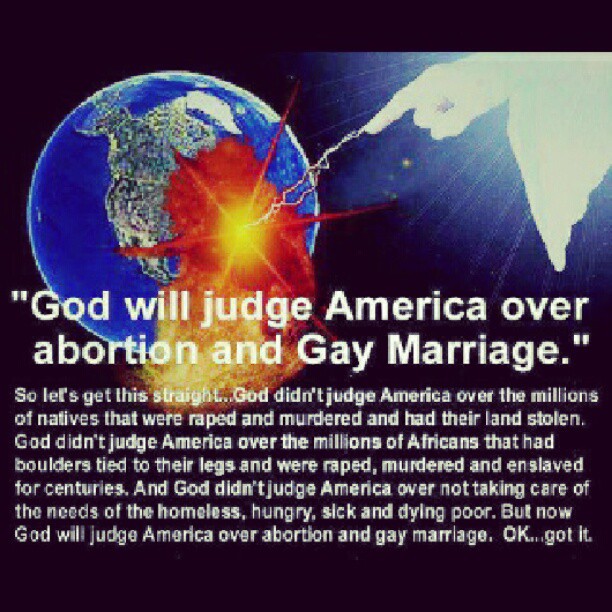 "God will judge America over
abortion and Gay Marriage."
So let's get this straight...God didn't judge America over the millions
of natives that were raped and murdered and had their land stolen.
God didn't judge America over the millions of Africans that had
boulders tied to their legs and were raped, murdered and enslaved
for centuries. And God didn't judge America over not taking care of
the needs of the homeless, hungry, sick and dying poor. But now
God will judge America over abortion and gay marriage.  OK...got it.